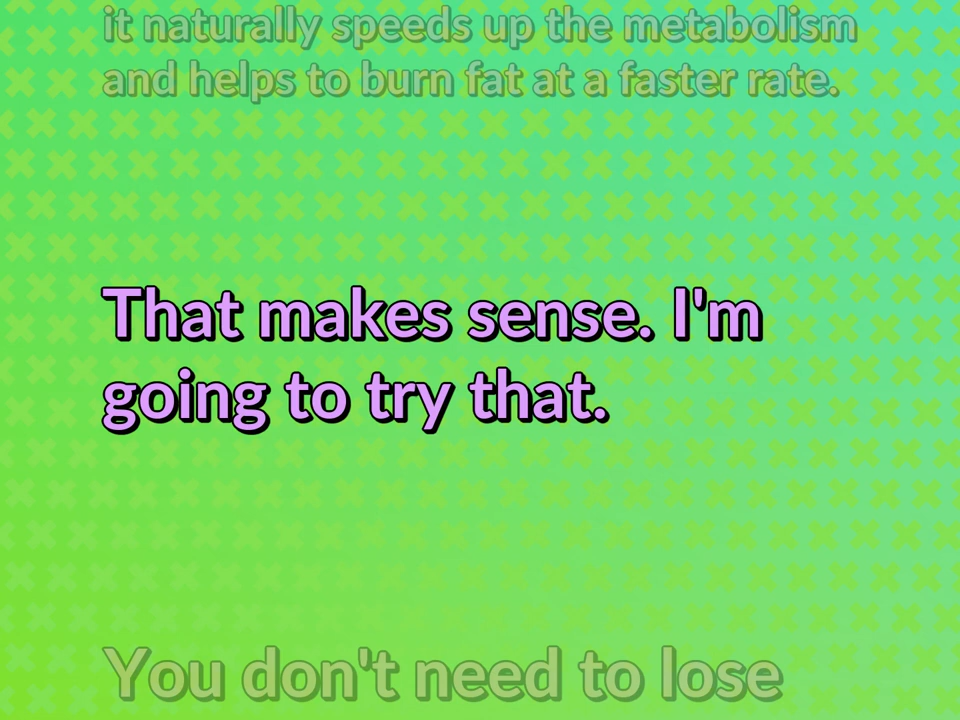 it naturally speeds up the metabolism
and helps to burn fat at a faster rate.
That makes sense. I'm
going to try that.
You don't need to lose